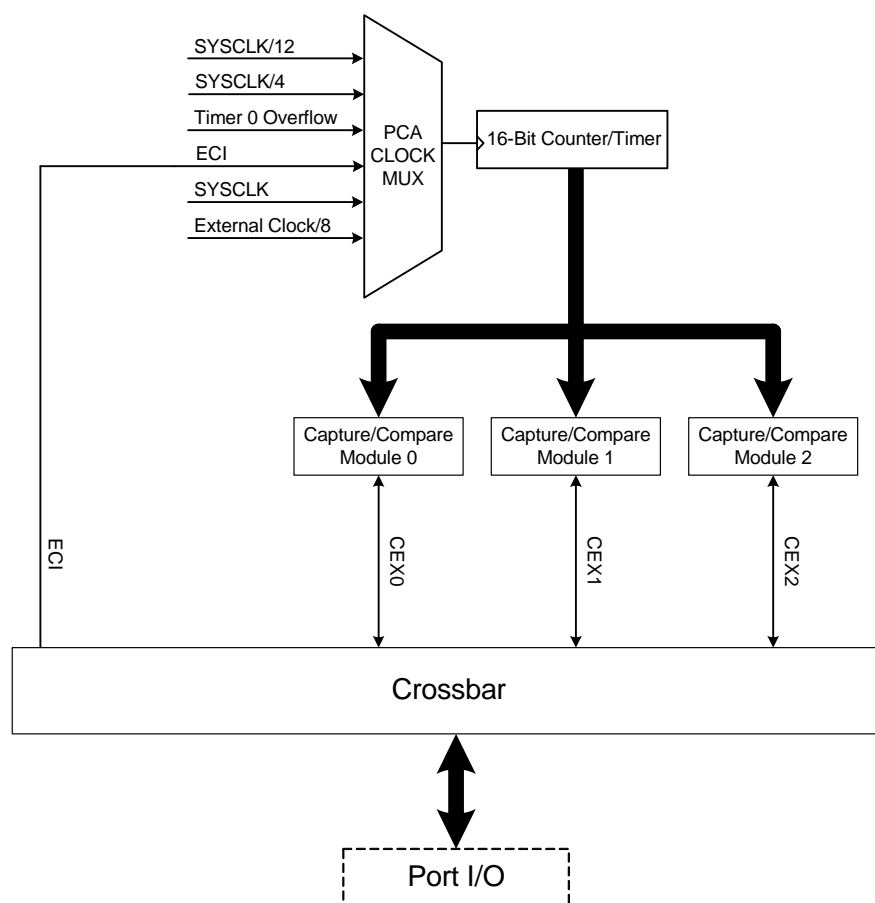 SYSCLK/12
SYSCLK/4
Timer 0 Overflow
ECI
SYSCLK
External Clock/8
PCA
CLOCK
MUX
16-Bit Counter/Timer
Capture/Compare
Module 0
Capture/Compare
Module 1
Capture/Compare
Module 2
ECI
CEX0
CEX1
CEX2
Crossbar
Port I/O